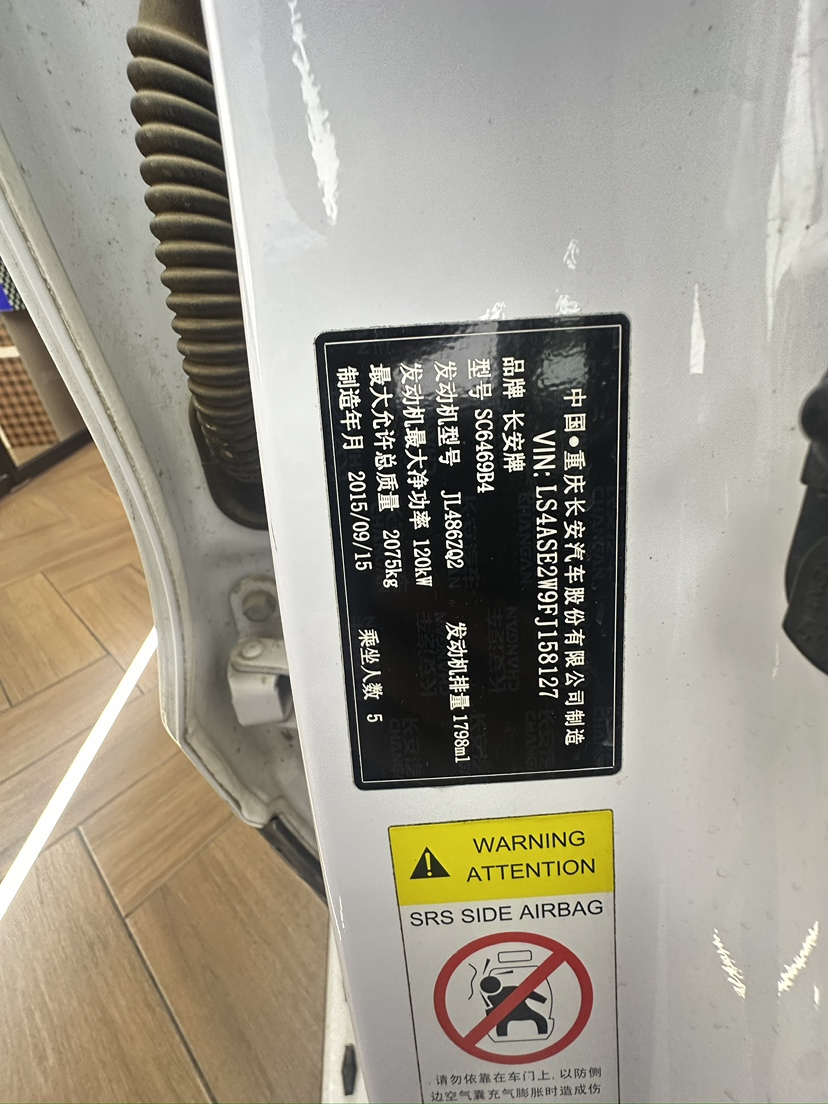 中国●重庆长安汽车股份有限公司制造
VIN: LS4ASE2W9FJ158127
品牌 长安牌
型号 SC6469B4
发动机型号 JL486ZQ2 发动机排量 1798ml
发动机最大净功率 120kW
最大允许总质量 2075kg
制造年月 2015/09/15 乘坐人数 5
WARNING
ATTENTION
SRS SIDE AIRBAG
.请勿依靠在车门上,以防侧
边空气囊充气膨胀时造成伤